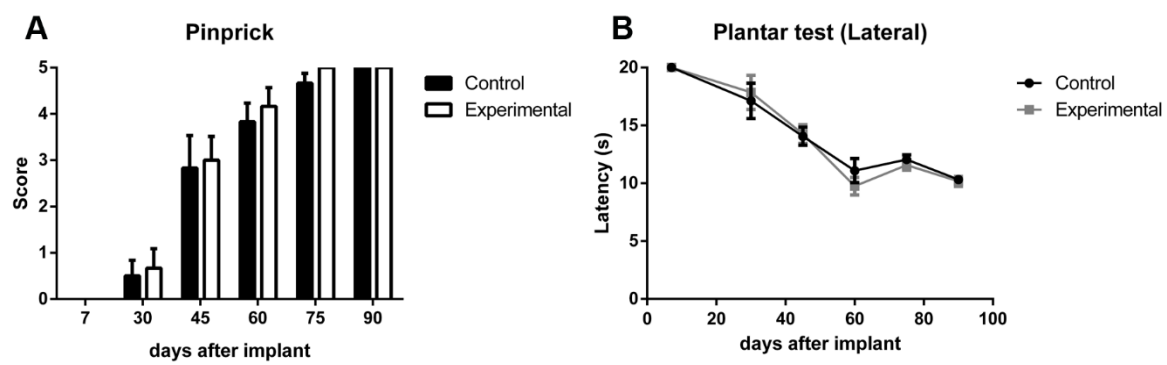 A
Pinprick
5
4
3
2
1
0
Score
7 30 45 60 75 90
days after implant
Control
Experimental
B
Plantar test (Lateral)
20
15
10
5
0
Latency (s)
0 20 40 60 80 100
days after implant
Control
Experimental